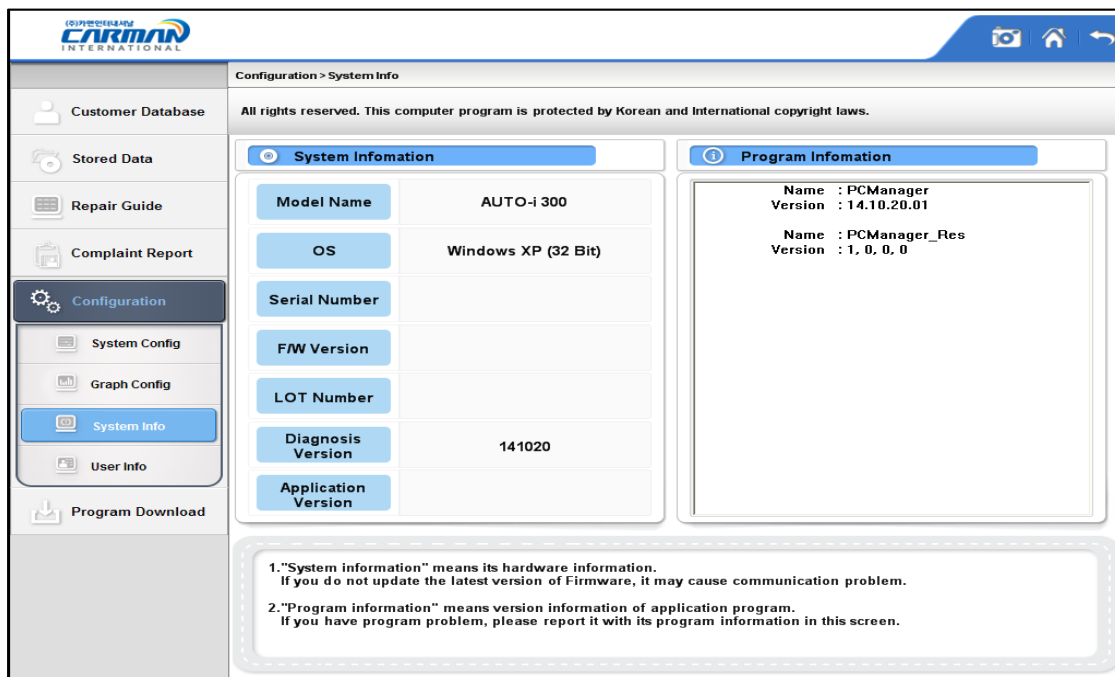 (주)카맨인터내셔날
CARMAN
INTERNATIONAL
Configuration > System Info
Customer Database
Stored Data
Repair Guide
Complaint Report
Configuration
System Config
Graph Config
System Info
User Info
Program Download
All rights reserved. This computer program is protected by Korean and International copyright laws.
System Infomation
Model Name AUTO-i 300
OS Windows XP (32 Bit)
Serial Number
F/W Version
LOT Number
Diagnosis
Version
141020
Application
Version
Program Infomation
Name : PCManager
Version : 14.10.20.01
Name : PCManager_Res
Version : 1, 0, 0, 0
1."System information" means its hardware information.
If you do not update the latest version of Firmware, it may cause communication problem.
2."Program information" means version information of application program.
If you have program problem, please report it with its program information in this screen.